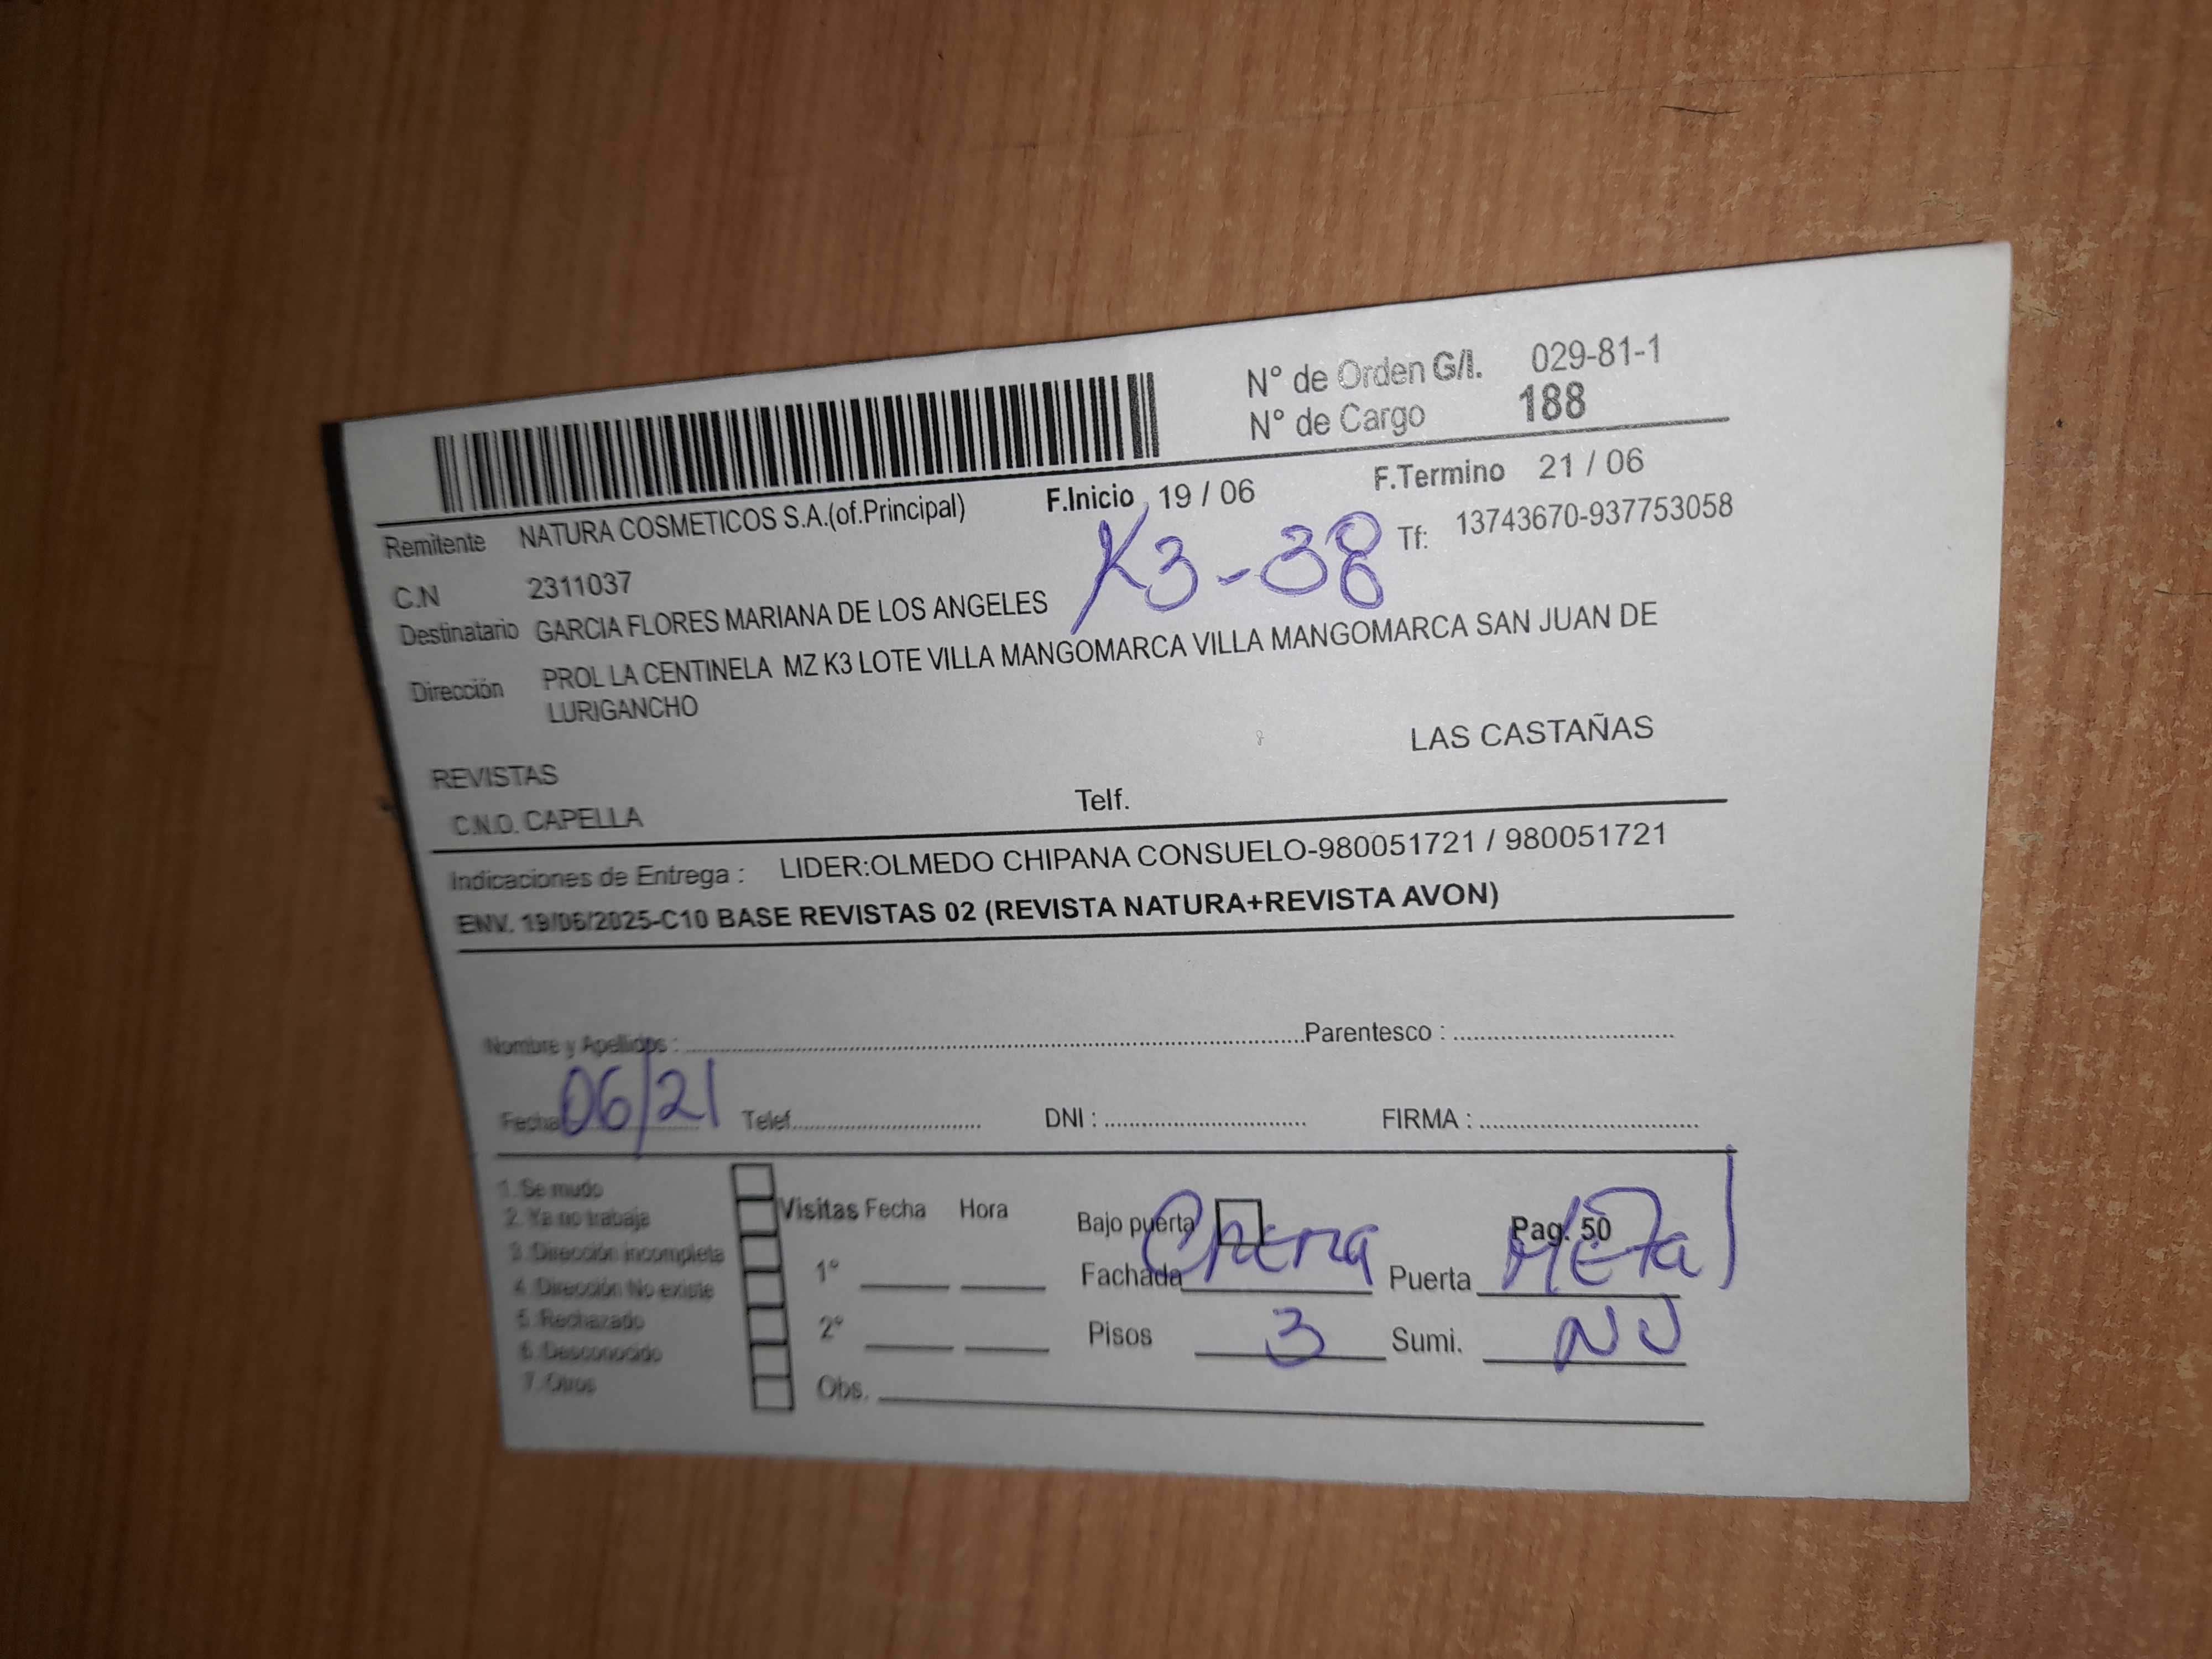 N° de Orden G/I. 029-81-1
N° de Cargo 188
F.Inicio 19 / 06 F.Termino 21 / 06
Remitente NATURA COSMETICOS S.A.(of.Principal)
K3-38
Tf: 13743670-937753058
C.N 2311037
Destinatario GARCIA FLORES MARIANA DE LOS ANGELES
Dirección PROL LA CENTINELA MZ K3 LOTE VILLA MANGOMARCA VILLA MANGOMARCA SAN JUAN DE
LURIGANCHO
LAS CASTAÑAS
REVISTAS
C.N.O. CAPELLA Telf.
Indicaciones de Entrega : LIDER:OLMEDO CHIPANA CONSUELO-980051721 / 980051721
ENV. 19/06/2025-C10 BASE REVISTAS 02 (REVISTA NATURA+REVISTA AVON)
Nombre y Apellidos : Parentesco :
Fecha 06/21 Telef. DNI : FIRMA :
1. Se mudo
2. Ya no trabaja
3. Dirección incompleta
4. Dirección No existe
5. Rechazado
6. Desconocido
7. Otros
Visitas Fecha Hora
1°
2°
Obs.
Bajo puerta Pag. 50
Fachada Puerta METal
Pisos 3 Sumi.